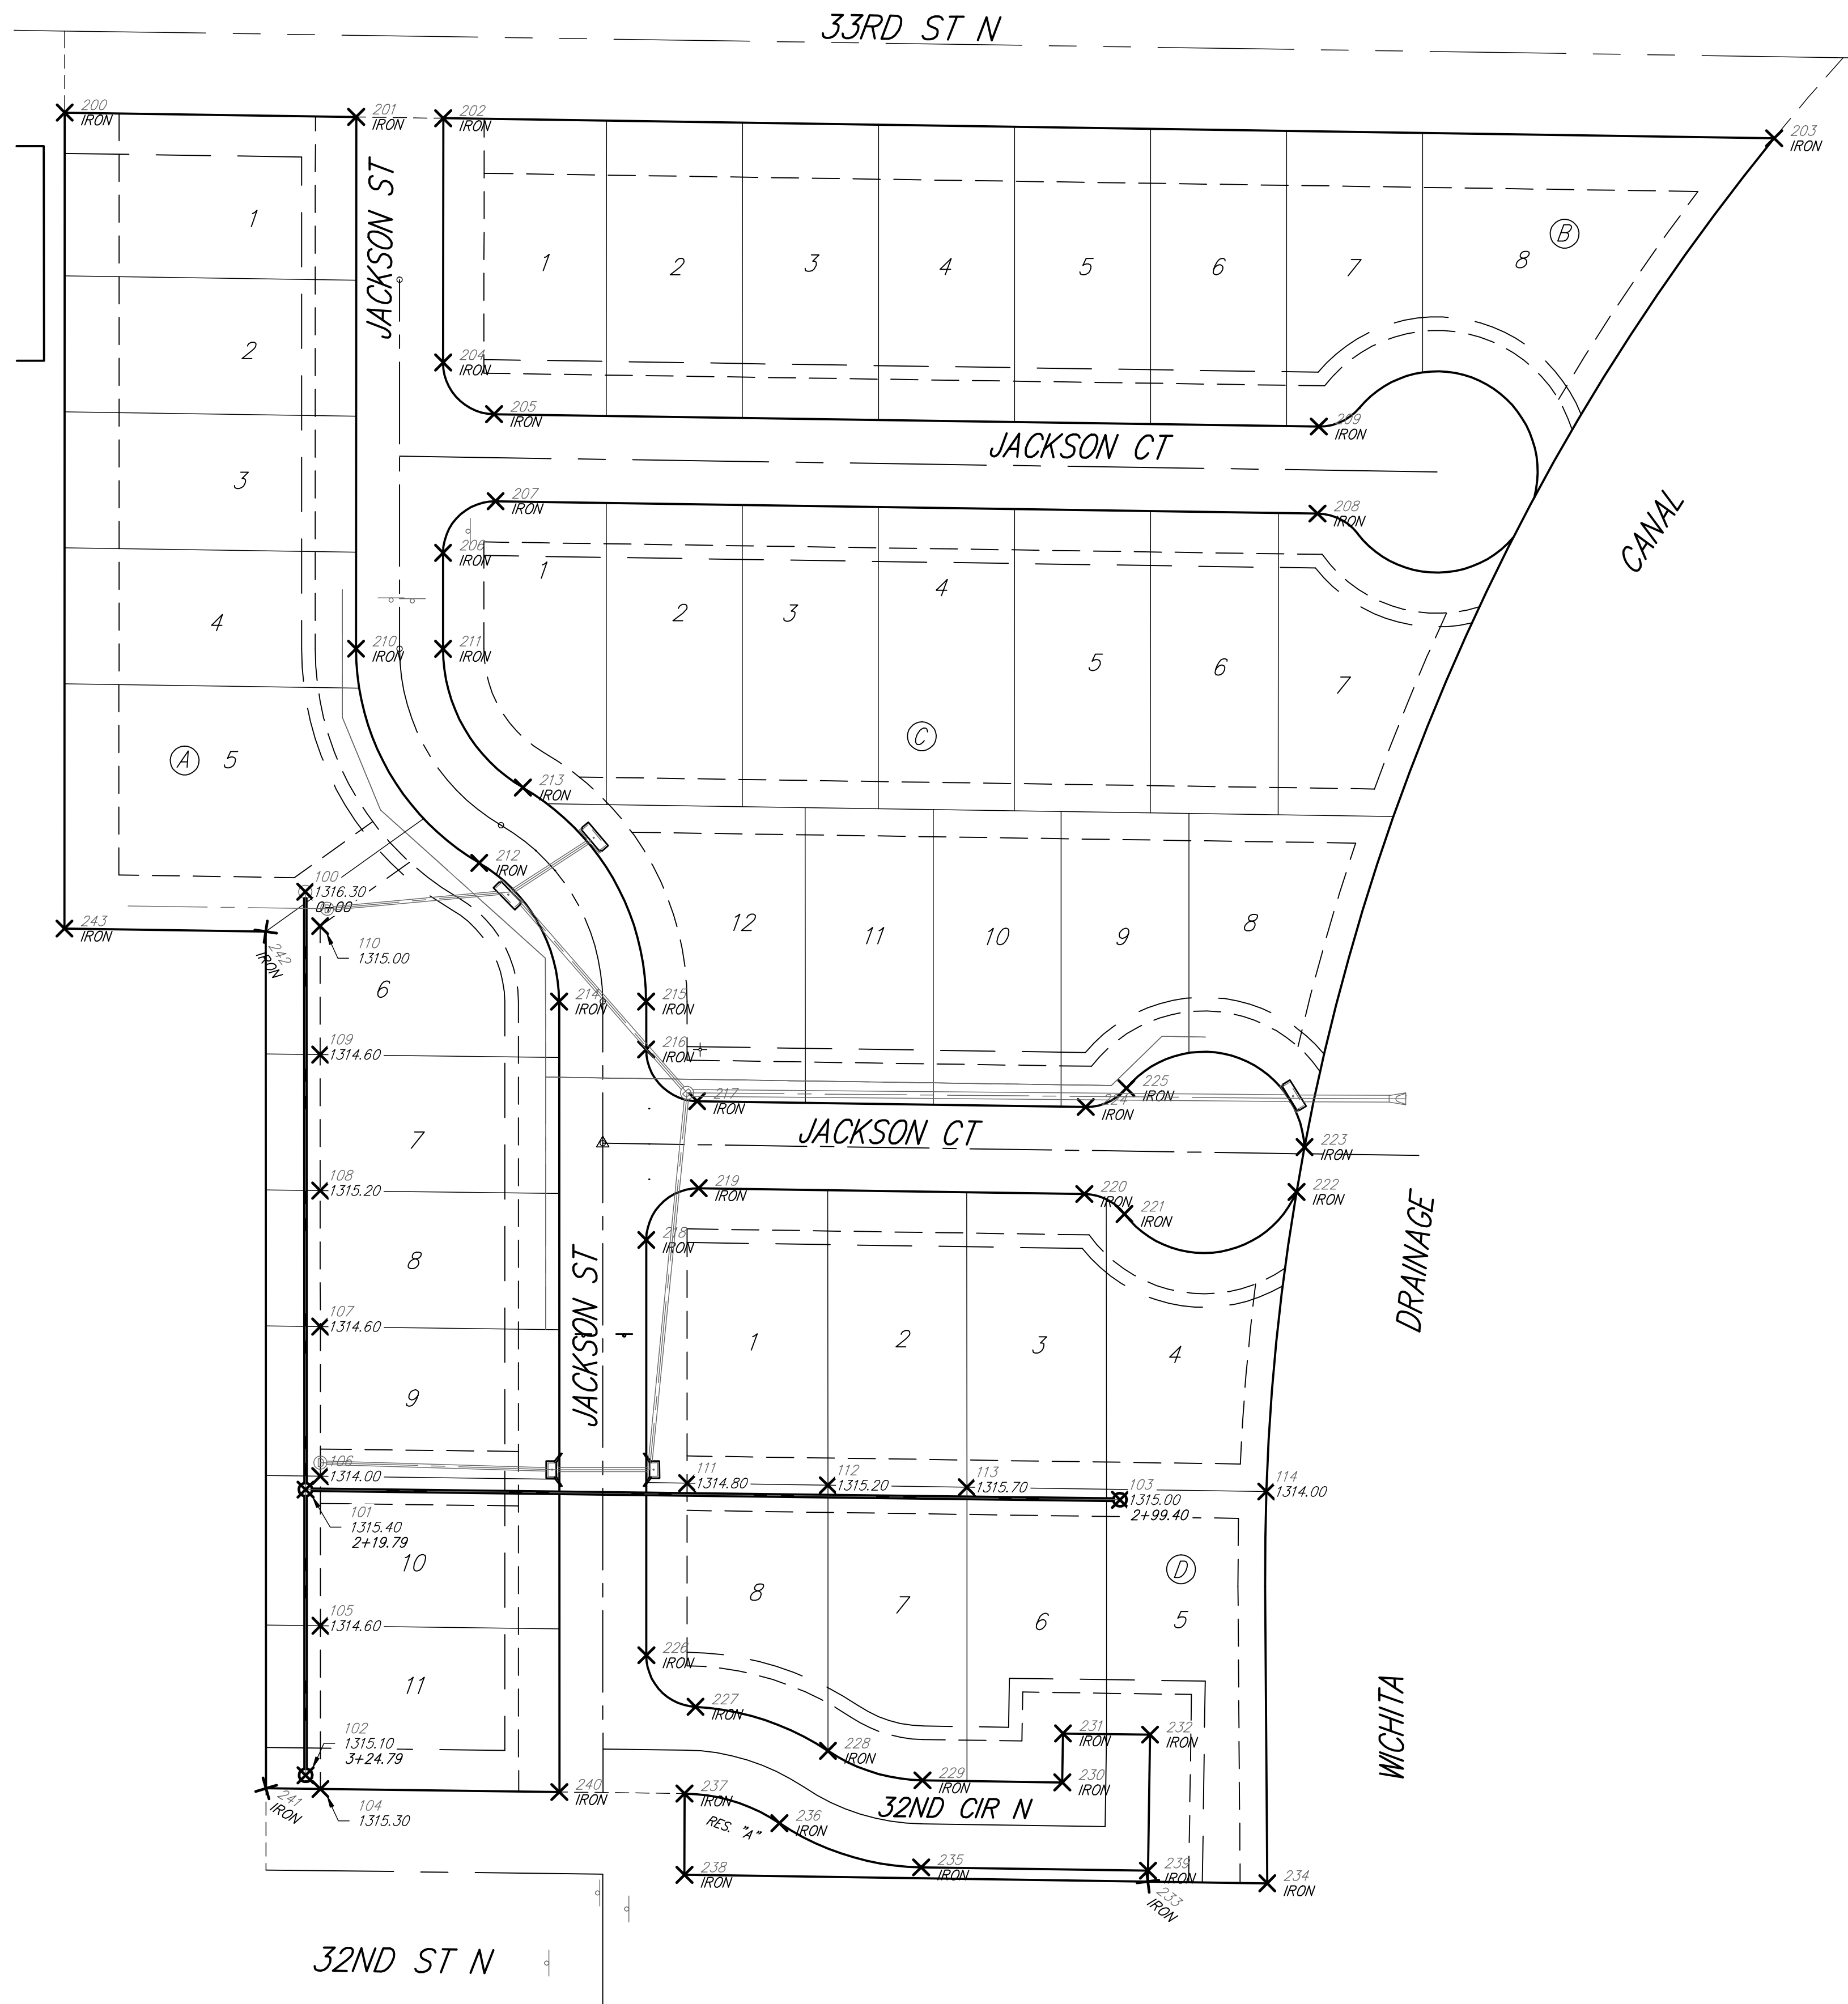 33RD ST N
200
IRON
201
IRON
202
IRON
203
IRON
JACKSON ST
1
B
1
2
3
4
5
6
7
8
2
204
IRON
205
IRON
209
IRON
JACKSON CT
3
207
IRON
208
IRON
CANAL
206
IRON
1
4
4
2
3
210
IRON
211
IRON
5
6
7
A
5
C
213
IRON
212
IRON
100
1316.30
0+00
243
IRON
242
IRON
110
1315.00
12
11
10
9
8
6
214
IRON
215
IRON
109
1314.60
216
IRON
225
IRON
217
IRON
224
IRON
JACKSON CT
7
223
IRON
108
1315.20
219
IRON
220
IRON
222
IRON
221
IRON
218
IRON
8
JACKSON ST
DRAINAGE
107
1314.60
1
2
3
4
9
106
1314.00
111
1314.80
112
1315.20
113
1315.70
103
1315.00
2+99.40
114
1314.00
101
1315.40
2+19.79
10
D
105
1314.60
8
7
6
5
226
IRON
11
227
IRON
WICHITA
102
1315.10
3+24.79
231
IRON
232
IRON
228
IRON
229
IRON
230
IRON
241
IRON
240
IRON
237
IRON
32ND CIR N
104
1315.30
RES. "A"
236
IRON
235
IRON
238
IRON
239
IRON
233
IRON
234
IRON
32ND ST N